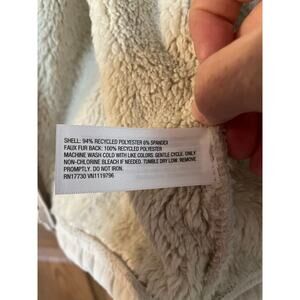 SHELL: 94% RECYCLED POLYESTER 6% SPANDEX
FAUX FUR BACK: 100% RECYCLED POLYESTER
MACHINE WASH COLD WITH LIKE COLORS. GENTLE CYCLE. ONLY
NON-CHLORINE BLEACH IF NEEDED. TUMBLE DRY LOW. REMOVE
PROMPTLY. DO NOT IRON.
RN17730 VN1119796